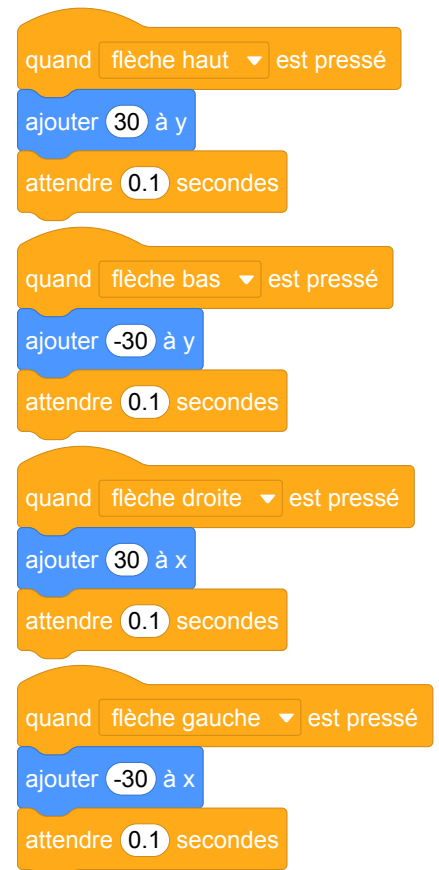 quand flèche haut est pressé
ajouter 30 à y
attendre 0.1 secondes
quand flèche bas est pressé
ajouter -30 à y
attendre 0.1 secondes
quand flèche droite est pressé
ajouter 30 à x
attendre 0.1 secondes
quand flèche gauche est pressé
ajouter -30 à x
attendre 0.1 secondes